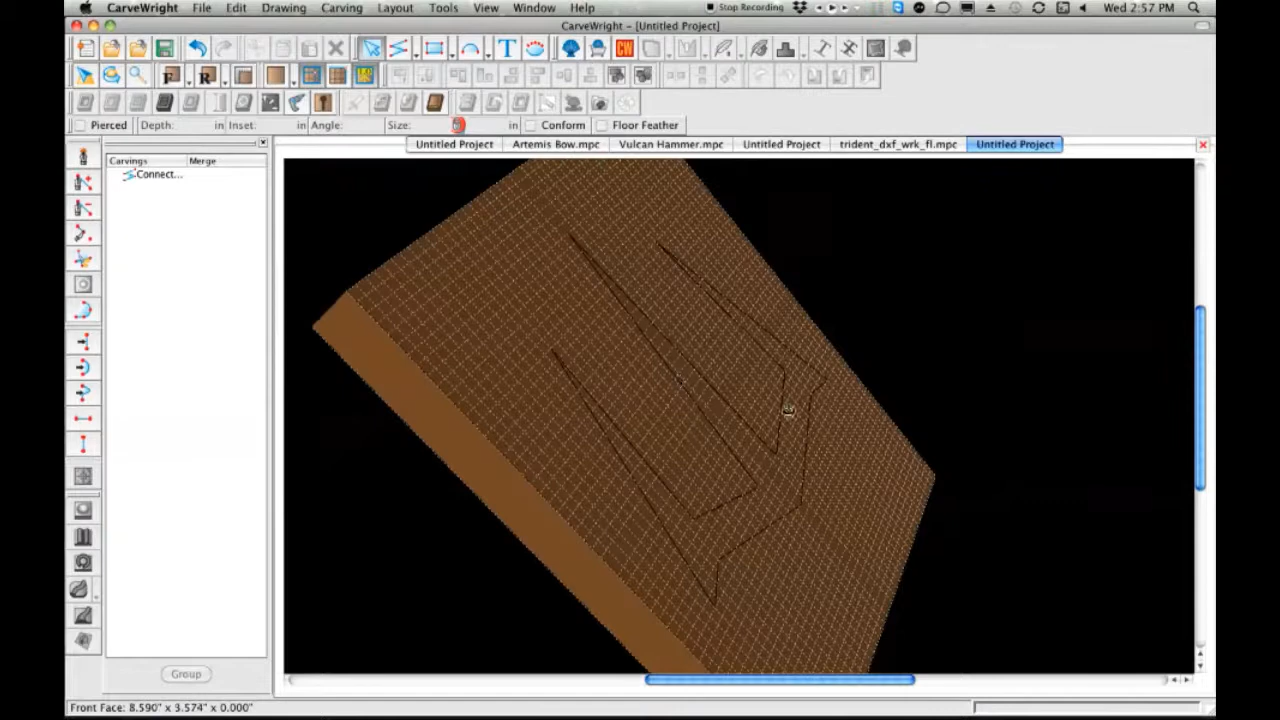 CarveWright File Edit Drawing Carving Layout Tools View Window Help Stop Recording Wed 2:57 PM
CarveWright - [Untitled Project]
T CW
F R
Pierced Depth: in Inset: in Angle: Size: in Conform Floor Feather
Untitled Project Artemis Bow.mpc Vulcan Hammer.mpc Untitled Project trident_dxf_wrk_fl.mpc Untitled Project
Carvings Merge
Connect...
Group
Front Face: 8.590" x 3.574" x 0.000"